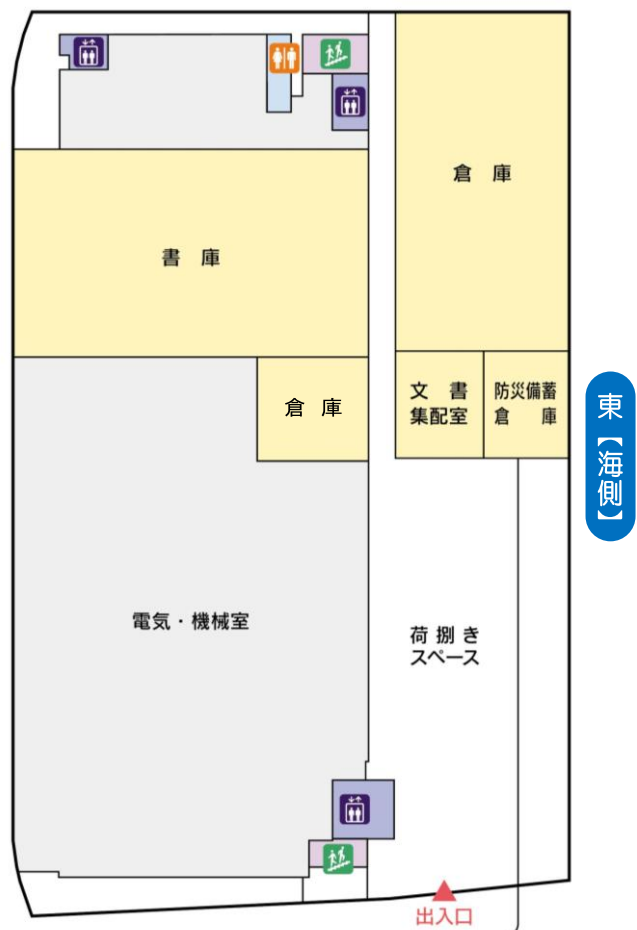 倉 庫
書 庫
倉 庫
文 書
集配室
防災備蓄
倉 庫
東【海側】
電気・機械室
荷 捌 き
スペース
出入口